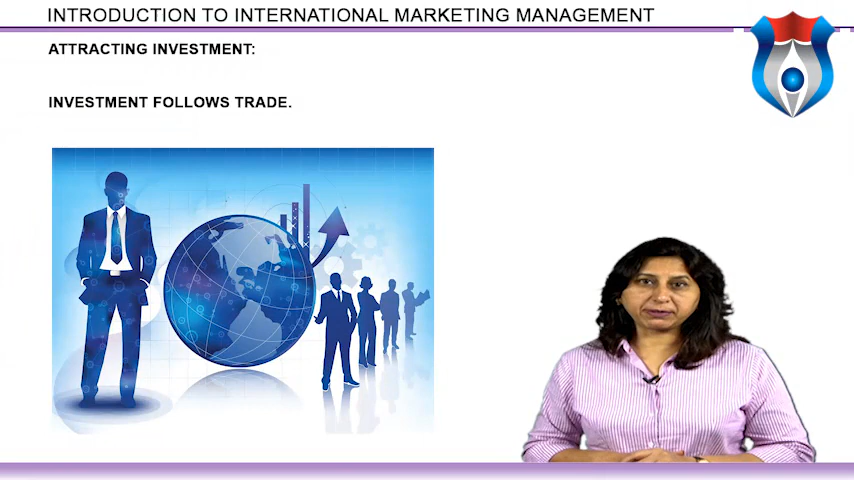 INTRODUCTION TO INTERNATIONAL MARKETING MANAGEMENT
ATTRACTING INVESTMENT:
INVESTMENT FOLLOWS TRADE.